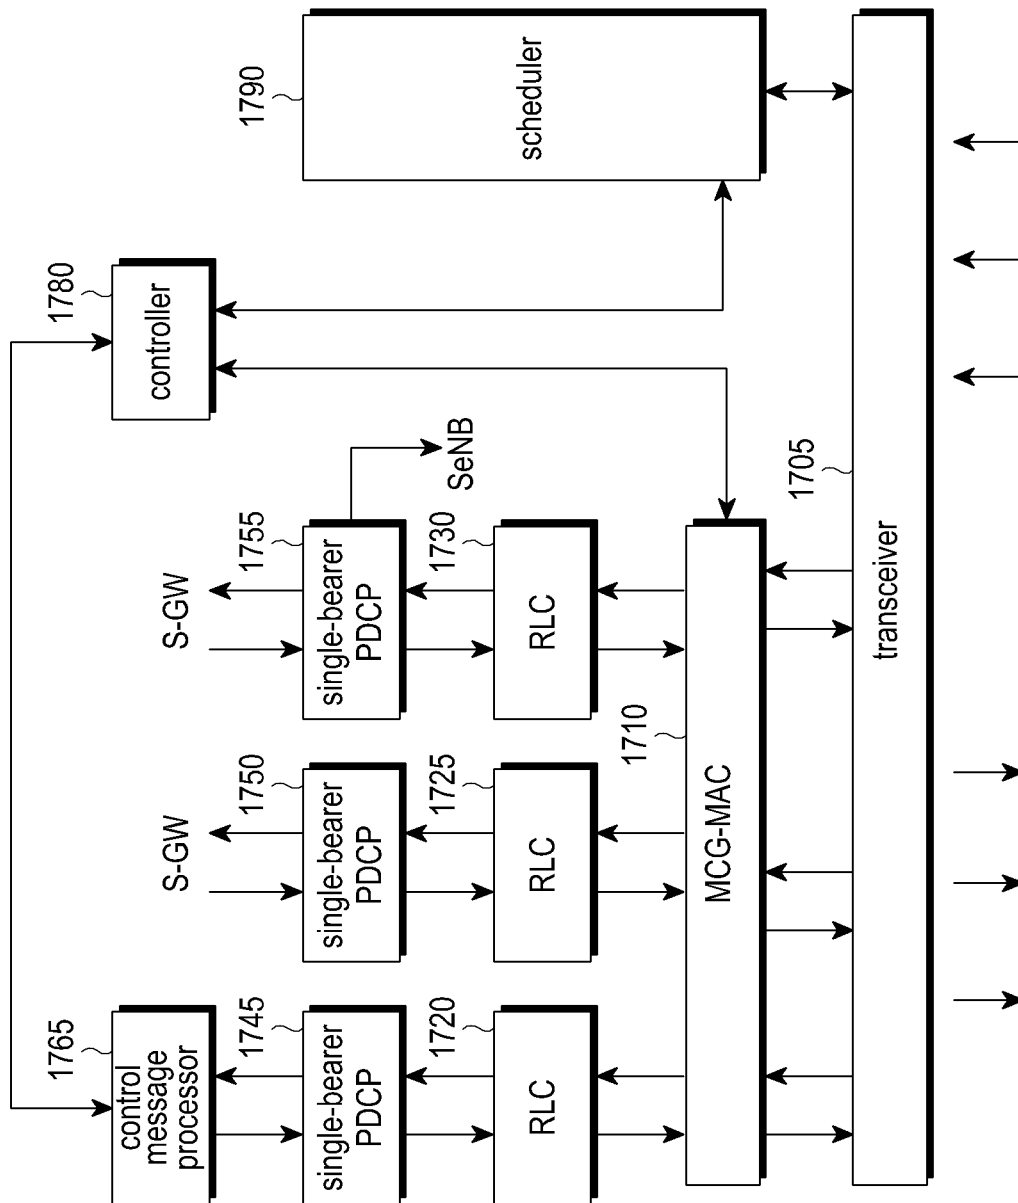 1765
control
message
processor
1780
controller
S-GW
S-GW
1745
single-bearer
PDCP
1750
single-bearer
PDCP
1755
single-bearer
PDCP
SeNB
1790
scheduler
1720
RLC
1725
RLC
1730
RLC
1710
MCG-MAC
1705
transceiver